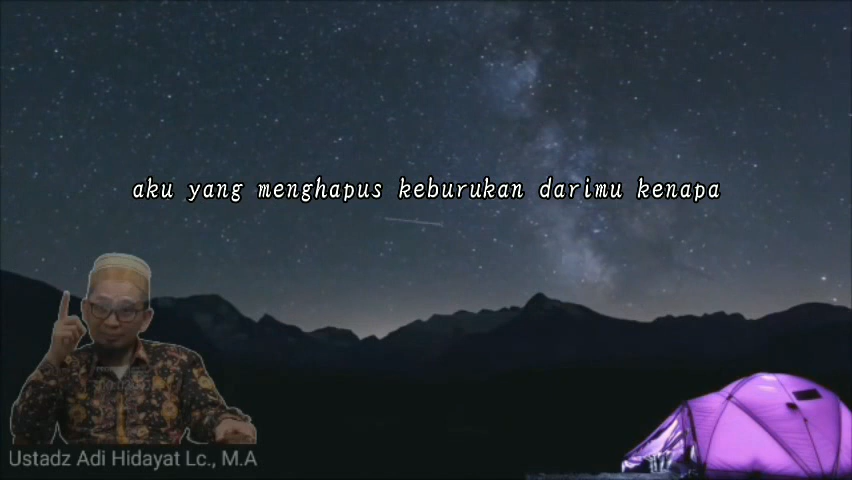 aku yang menghapus keburukan darimu kenapa
Ustadz Adi Hidayat Lc., M.A